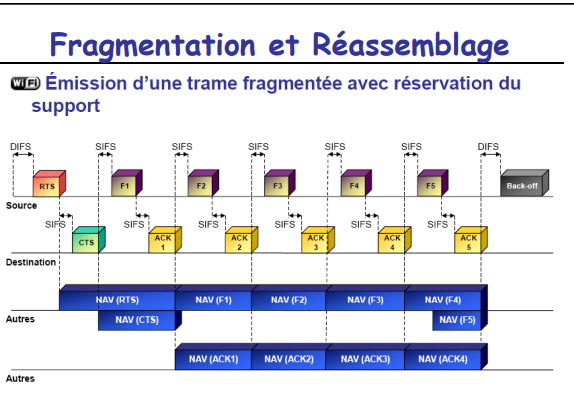 Fragmentation et Réassemblage
WiFi Émission d'une trame fragmentée avec réservation du
support
DIFS SIFS SIFS SIFS SIFS SIFS DIFS
RTS F1 F2 F3 F4 F5 Back-off
Source
SIFS SIFS SIFS SIFS SIFS SIFS
CTS ACK 1 ACK 2 ACK 3 ACK 4 ACK 5
Destination
NAV (RTS) NAV (F1) NAV (F2) NAV (F3) NAV (F4)
Autres NAV (CTS) NAV (F5)
NAV (ACK1) NAV (ACK2) NAV (ACK3) NAV (ACK4)
Autres